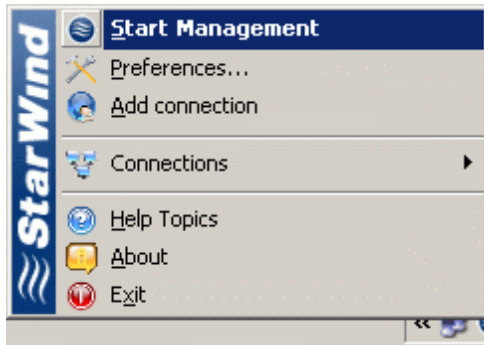 StarWind
Start Management
Preferences...
Add connection
Connections
Help Topics
About
Exit